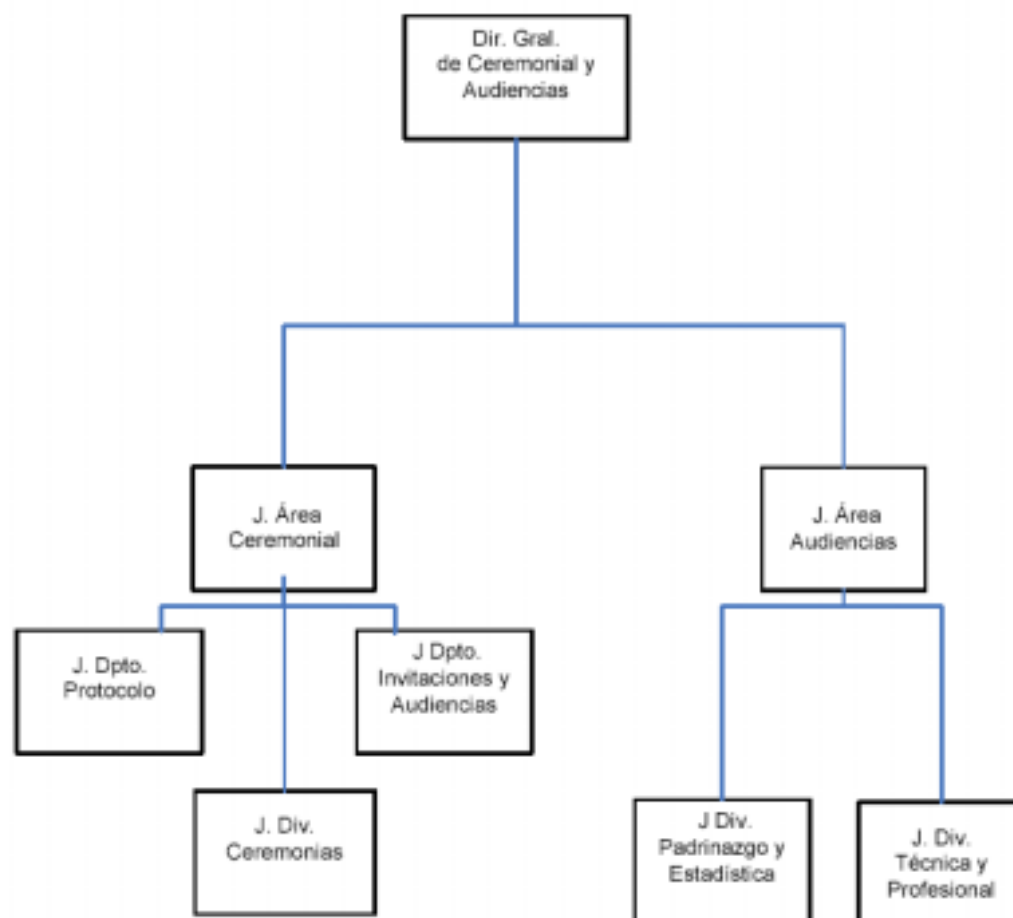 Dir. Gral.
de Ceremonial y
Audiencias
J. Área
Ceremonial
J. Área
Audiencias
J. Dpto.
Protocolo
J Dpto.
Invitaciones y
Audiencias
J. Div.
Ceremonias
J Div.
Padrinazgo y
Estadística
J. Div.
Técnica y
Profesional